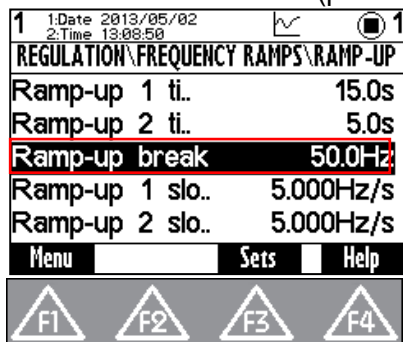 1 1:Date 2013/05/02 1
2:Time 13:08:50
REGULATION\FREQUENCY RAMPS\RAMP-UP
Ramp-up 1 ti.. 15.0s
Ramp-up 2 ti.. 5.0s
Ramp-up break 50.0Hz
Ramp-up 1 slo.. 5.000Hz/s
Ramp-up 2 slo.. 5.000Hz/s
Menu Sets Help
F1 F2 F3 F4